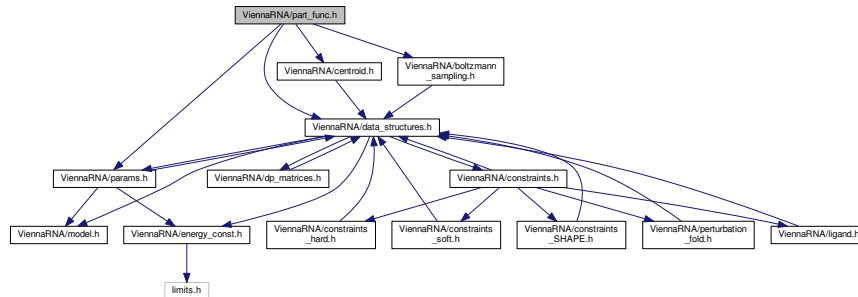 ViennaRNA/part_func.h
ViennaRNA/centroid.h
ViennaRNA/boltzmann
_sampling.h
ViennaRNA/data_structures.h
ViennaRNA/params.h
ViennaRNA/dp_matrices.h
ViennaRNA/constraints.h
ViennaRNA/model.h
ViennaRNA/energy_const.h
ViennaRNA/constraints
_hard.h
ViennaRNA/constraints
_soft.h
ViennaRNA/constraints
_SHAPE.h
ViennaRNA/perturbation
_fold.h
ViennaRNA/ligand.h
limits.h